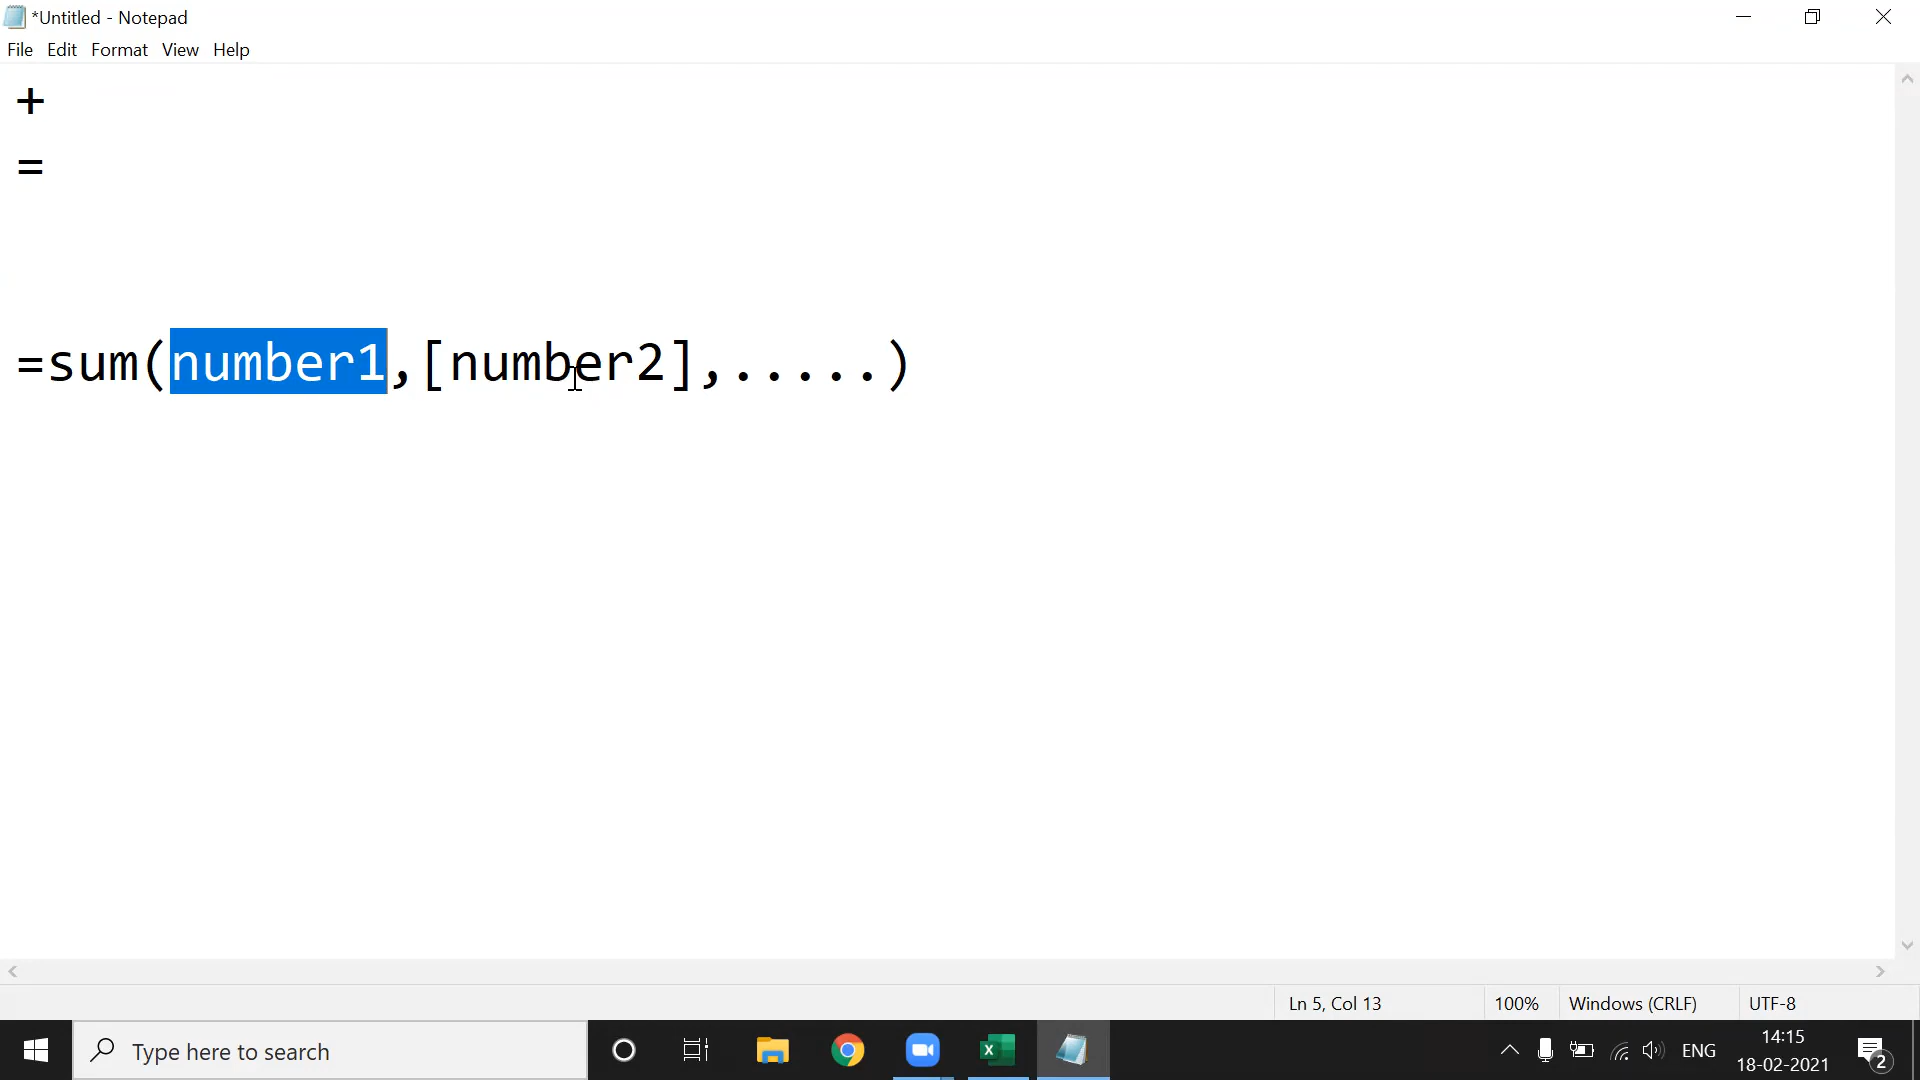 *Untitled - Notepad
File Edit Format View Help
+
=
=sum(number1,[number2],.....)
Ln 5, Col 13
100%
Windows (CRLF)
UTF-8
Type here to search
ENG
14:15
18-02-2021
2